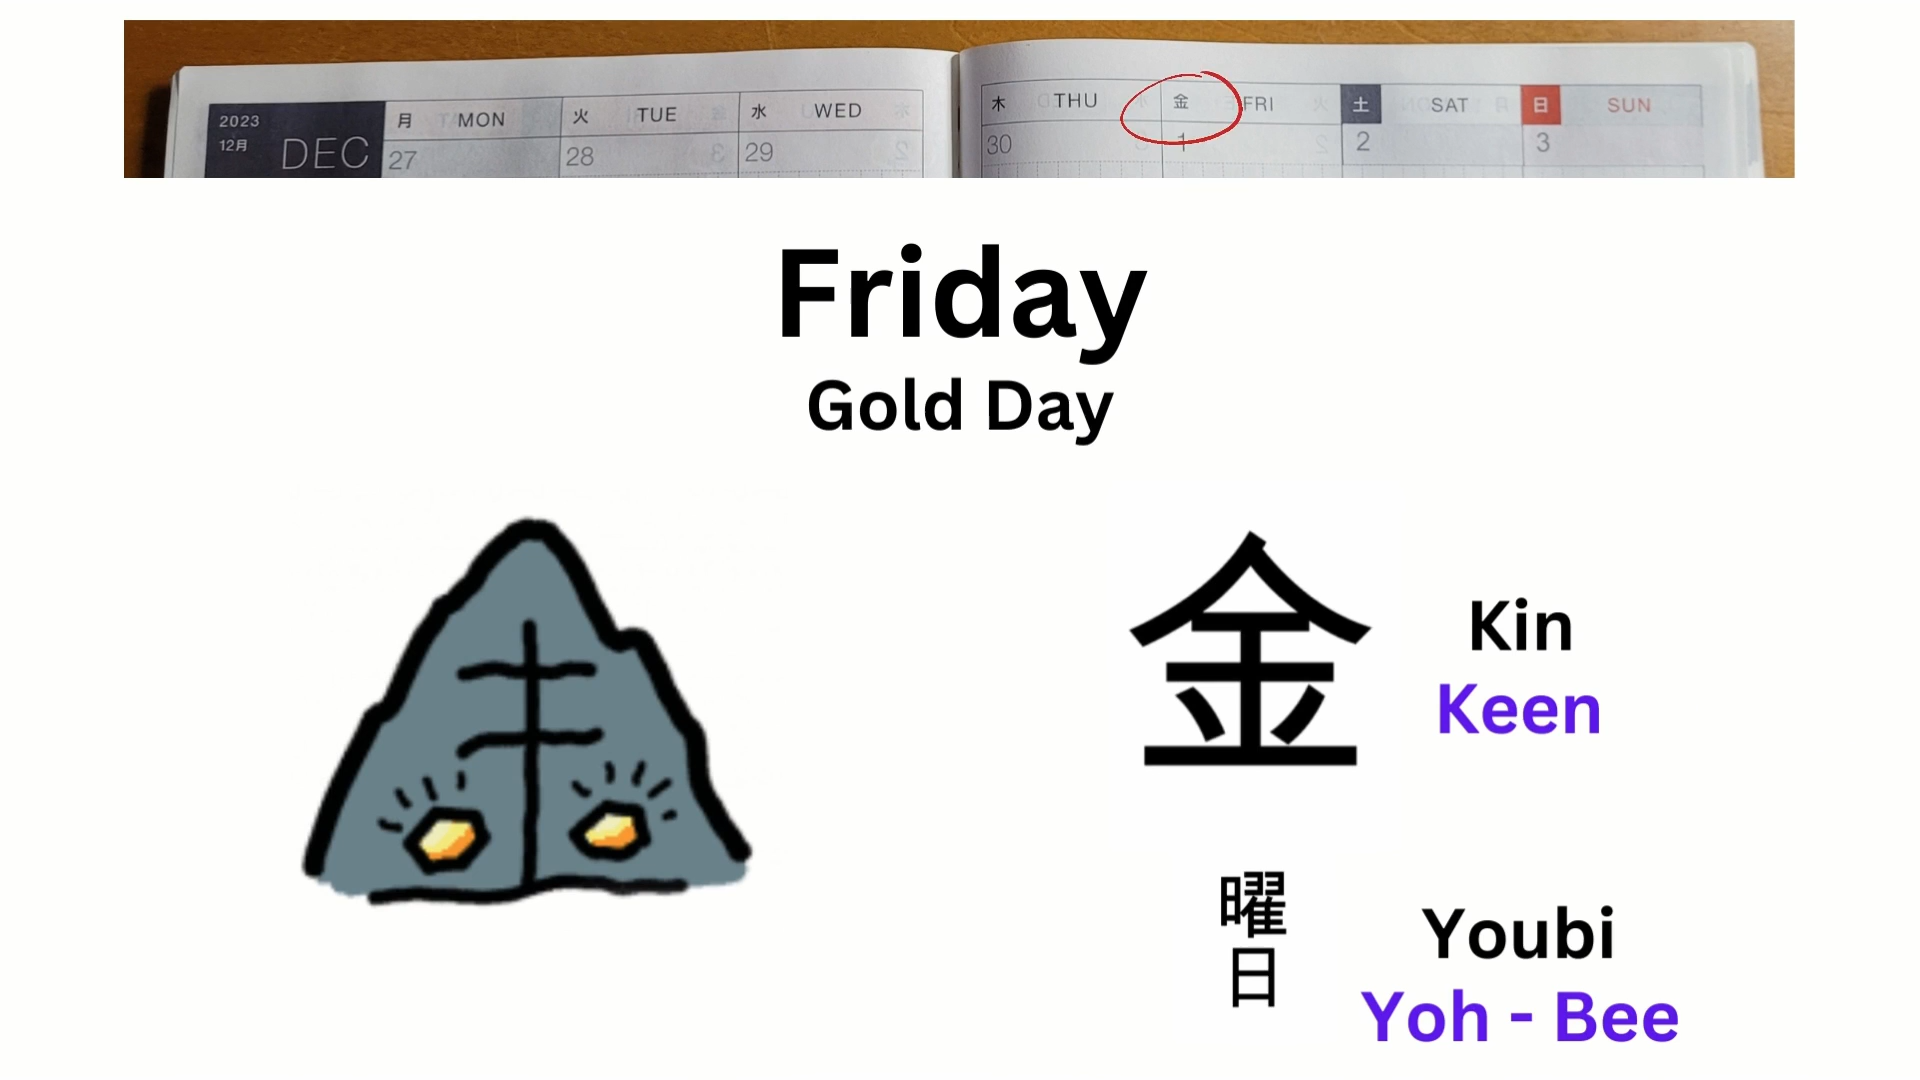 2023
12月
DEC
月 MON
火 TUE
水 WED
木 THU
金 FRI
土 SAT
日 SUN
27
28
29
30
1
2
3
Friday
Gold Day
金
Kin
Keen
曜
日
Youbi
Yoh - Bee